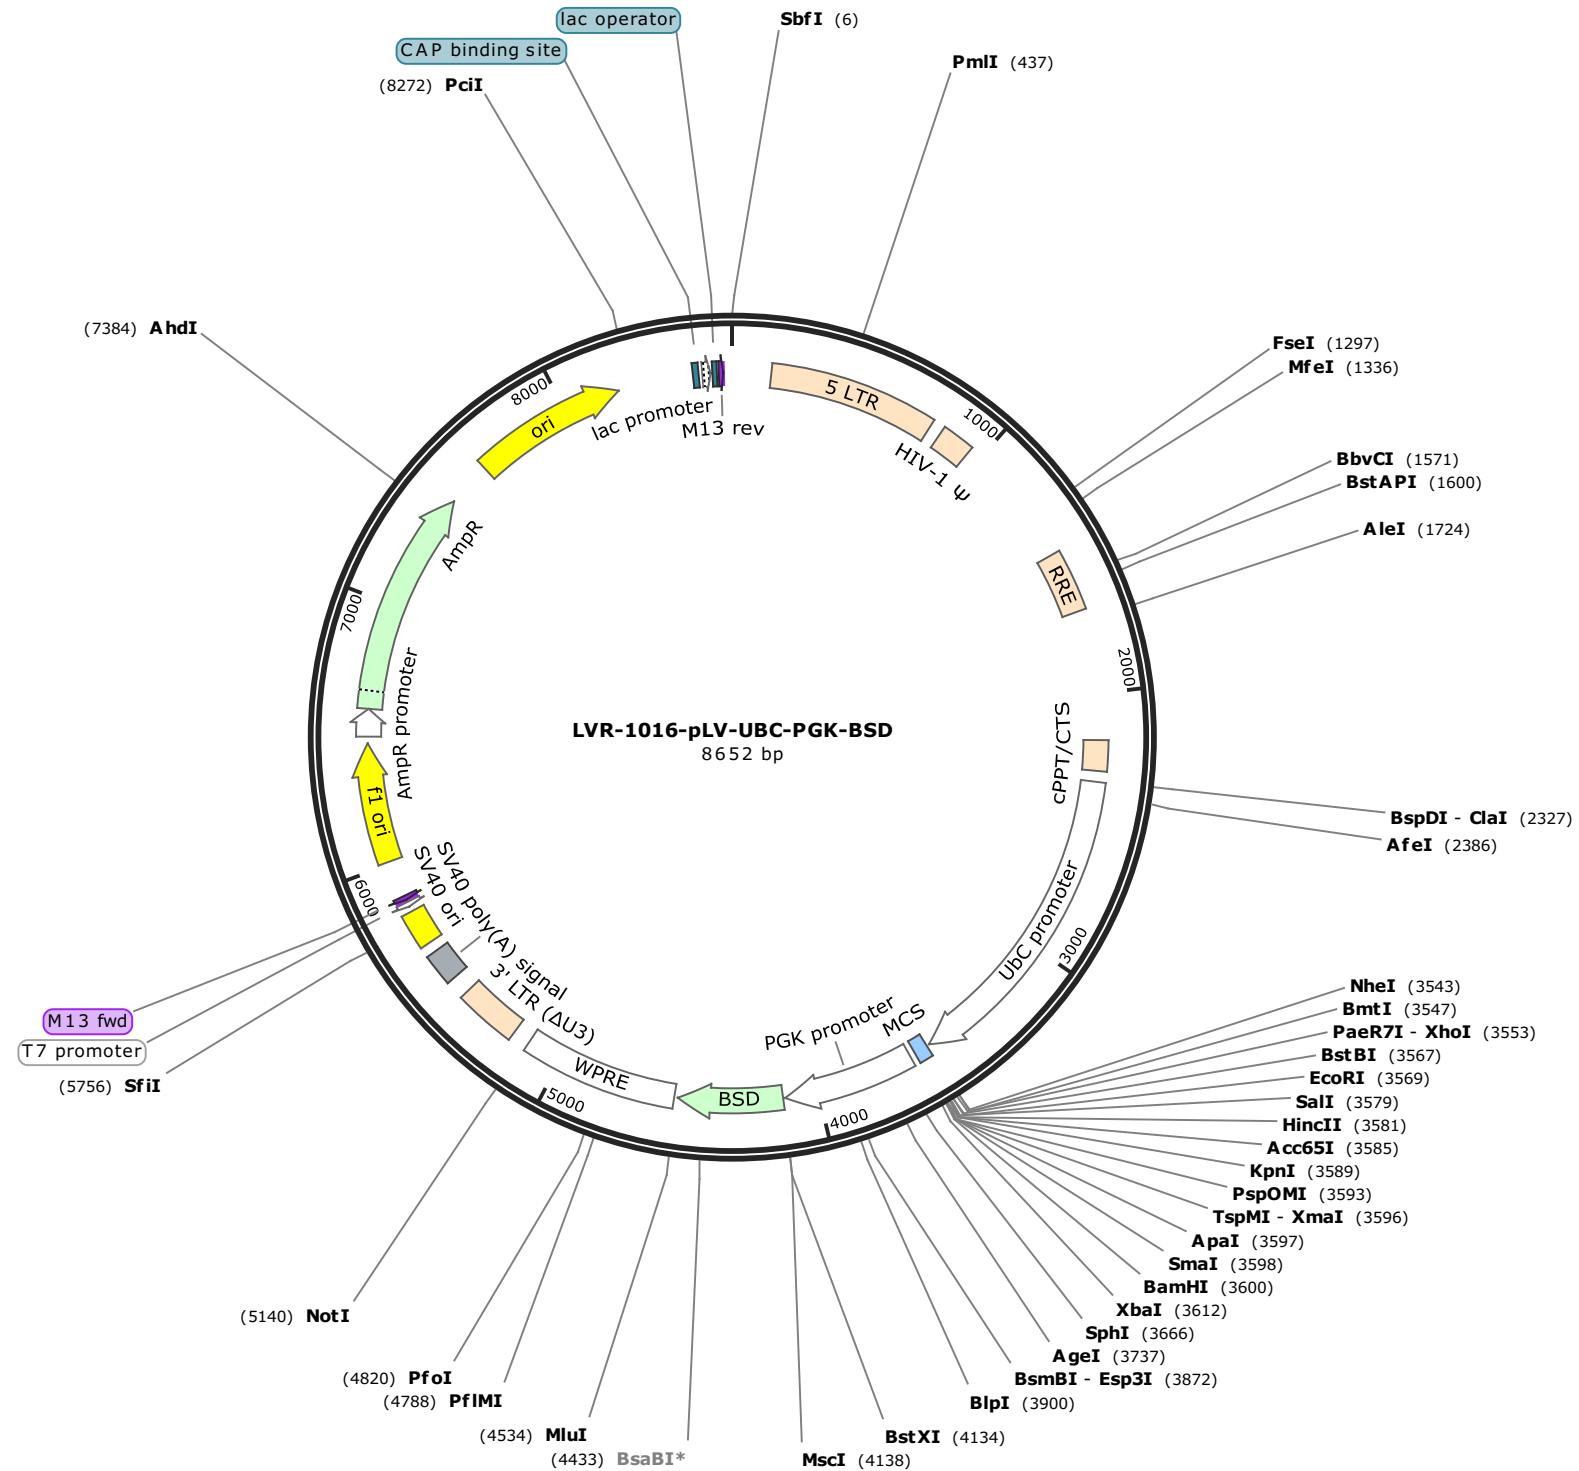 lac operator
CAP binding site
(8272) PciI
SbfI (6)
PmlI (437)
FseI (1297)
MfeI (1336)
BbvCI (1571)
BstAPI (1600)
AleI (1724)
BspDI - ClaI (2327)
AfeI (2386)
NheI (3543)
BmtI (3547)
PaeR7I - XhoI (3553)
BstBI (3567)
EcoRI (3569)
SalI (3579)
HincII (3581)
Acc65I (3585)
KpnI (3589)
PspOMI (3593)
TspMI - XmaI (3596)
ApaI (3597)
SmaI (3598)
BamHI (3600)
XbaI (3612)
SphI (3666)
AgeI (3737)
BsmBI - Esp3I (3872)
BlpI (3900)
BstXI (4134)
MscI (4138)
(4433) BsaBI*
(4534) MluI
(4788) PflMI
(4820) PfoI
(5140) NotI
(5756) SfiI
T7 promoter
M13 fwd
(7384) AhdI
5 LTR
HIV-1 Ψ
1000
RRE
2000
cPPT/CTS
UbC promoter
3000
MCS
PGK promoter
4000
BSD
WPRE
5000
3' LTR (ΔU3)
SV40 poly(A) signal
SV40 ori
6000
f1 ori
AmpR promoter
AmpR
7000
ori
8000
lac promoter
M13 rev
LVR-1016-pLV-UBC-PGK-BSD
8652 bp